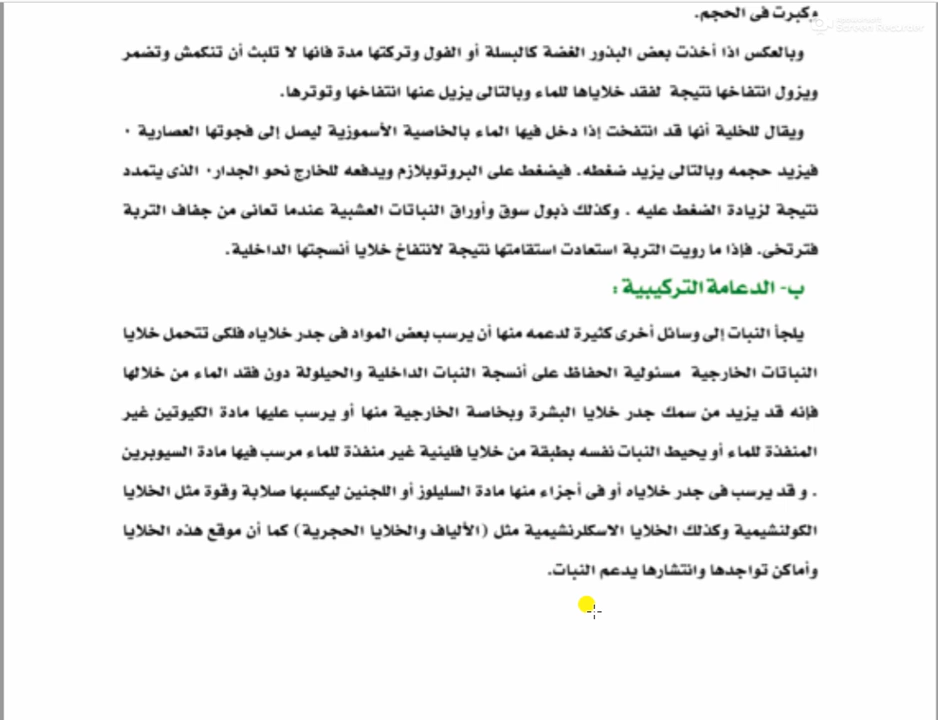 وكبرت فى الحجم.
وبالعكس اذا أخذت بعض البذور الغضة كالبسلة أو الفول وتركتها مدة فانها لا تلبث أن تنكمش وتضمر
ويزول انتفاخها نتيجة لفقد خلاياها للماء وبالتالى يزيل عنها انتفاخها وتوترها.
ويقال للخلية أنها قد انتفخت إذا دخل فيها الماء بالخاصية الأسموزية ليصل إلى فجوتها العصارية ٠
فيزيد حجمه وبالتالى يزيد ضغطه. فيضغط على البروتوبلازم ويدفعه للخارج نحو الجدار٠ الذى يتمدد
نتيجة لزيادة الضغط عليه . وكذلك ذبول سوق وأوراق النباتات العشبية عندما تعانى من جفاف التربة
فترتخى. فإذا ما رويت التربة استعادت استقامتها نتيجة لانتفاخ خلايا أنسجتها الداخلية.
ب- الدعامة التركيبية :
يلجأ النبات إلى وسائل أخرى كثيرة لدعمه منها أن يرسب بعض المواد فى جدر خلاياه فلكى تتحمل خلايا
النباتات الخارجية مسئولية الحفاظ على أنسجة النبات الداخلية والحيلولة دون فقد الماء من خلالها
فإنه قد يزيد من سمك جدر خلايا البشرة وبخاصة الخارجية منها أو يرسب عليها مادة الكيوتين غير
المنفذة للماء أو يحيط النبات نفسه بطبقة من خلايا فلينية غير منفذة للماء مرسب فيها مادة السيوبرين
. و قد يرسب فى جدر خلاياه أو فى أجزاء منها مادة السليلوز أو اللجنين ليكسبها صلابة وقوة مثل الخلايا
الكولنشيمية وكذلك الخلايا الاسكلرنشيمية مثل (الألياف والخلايا الحجرية) كما أن موقع هذه الخلايا
وأماكن تواجدها وانتشارها يدعم النبات.
Screen Recorder